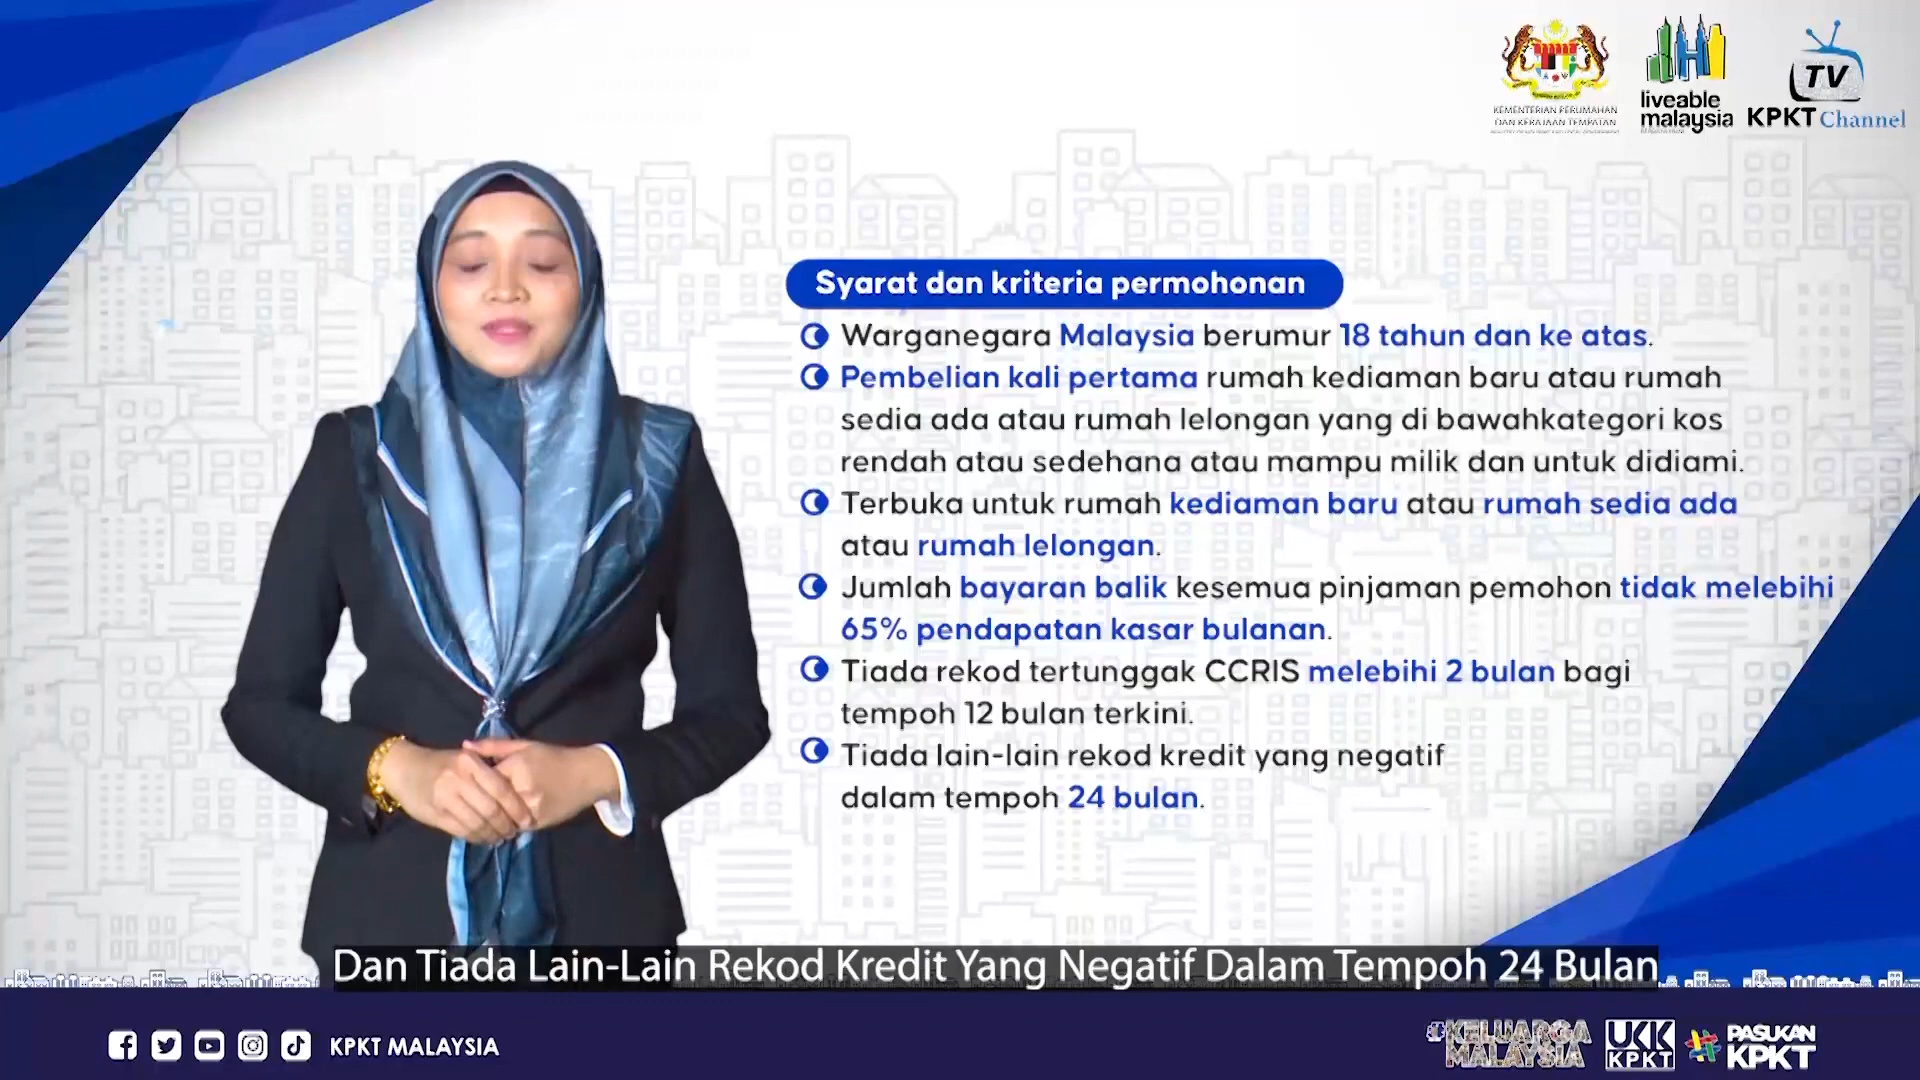 KEMENTERIAN PERUMAHAN
DAN KERAJAAN TEMPATAN
liveable
malaysia
TV
KPKT Channel
Syarat dan kriteria permohonan
Warganegara Malaysia berumur 18 tahun dan ke atas.
Pembelian kali pertama rumah kediaman baru atau rumah
sedia ada atau rumah lelongan yang di bawahkategori kos
rendah atau sedehana atau mampu milik dan untuk didiami.
Terbuka untuk rumah kediaman baru atau rumah sedia ada
atau rumah lelongan.
Jumlah bayaran balik kesemua pinjaman pemohon tidak melebihi
65% pendapatan kasar bulanan.
Tiada rekod tertunggak CCRIS melebihi 2 bulan bagi
tempoh 12 bulan terkini.
Tiada lain-lain rekod kredit yang negatif
dalam tempoh 24 bulan.
Dan Tiada Lain-Lain Rekod Kredit Yang Negatif Dalam Tempoh 24 Bulan
KPKT MALAYSIA
#KELUARGA
MALAYSIA
UKK
KPKT
PASUKAN
KPKT